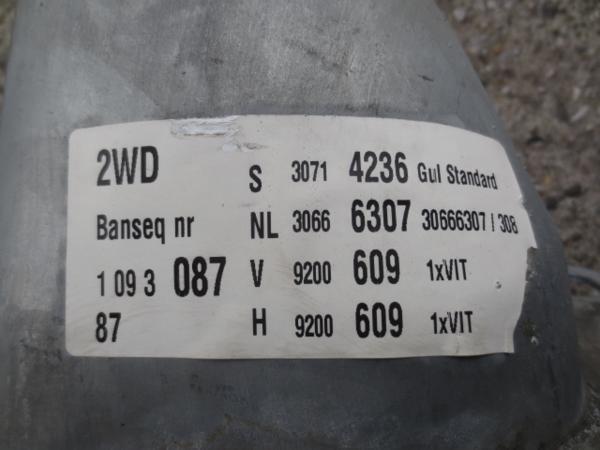 2WD S 3071 4236 Gul Standard
Banseq nr NL 3066 6307 30666307 / 308
1 09 3 087 V 9200 609 1xVIT
87 H 9200 609 1xVIT